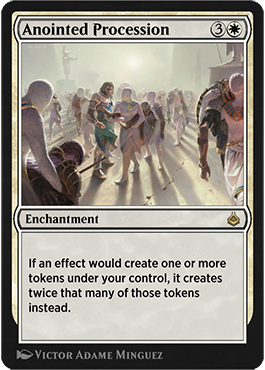 Anointed Procession 3
Enchantment
If an effect would create one or more
tokens under your control, it creates
twice that many of those tokens
instead.
Victor Adame Minguez